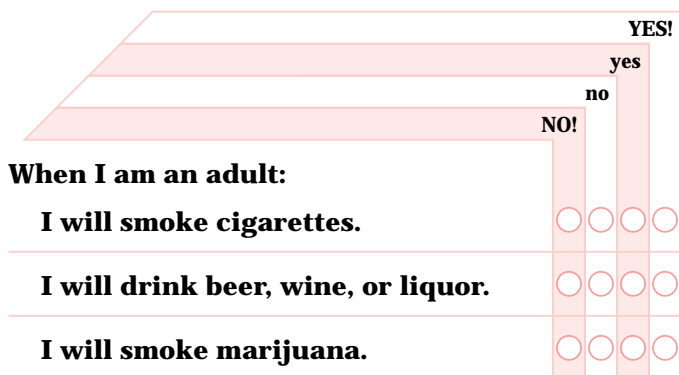 YES!
yes
no
NO!
When I am an adult:
I will smoke cigarettes.
I will drink beer, wine, or liquor.
I will smoke marijuana.